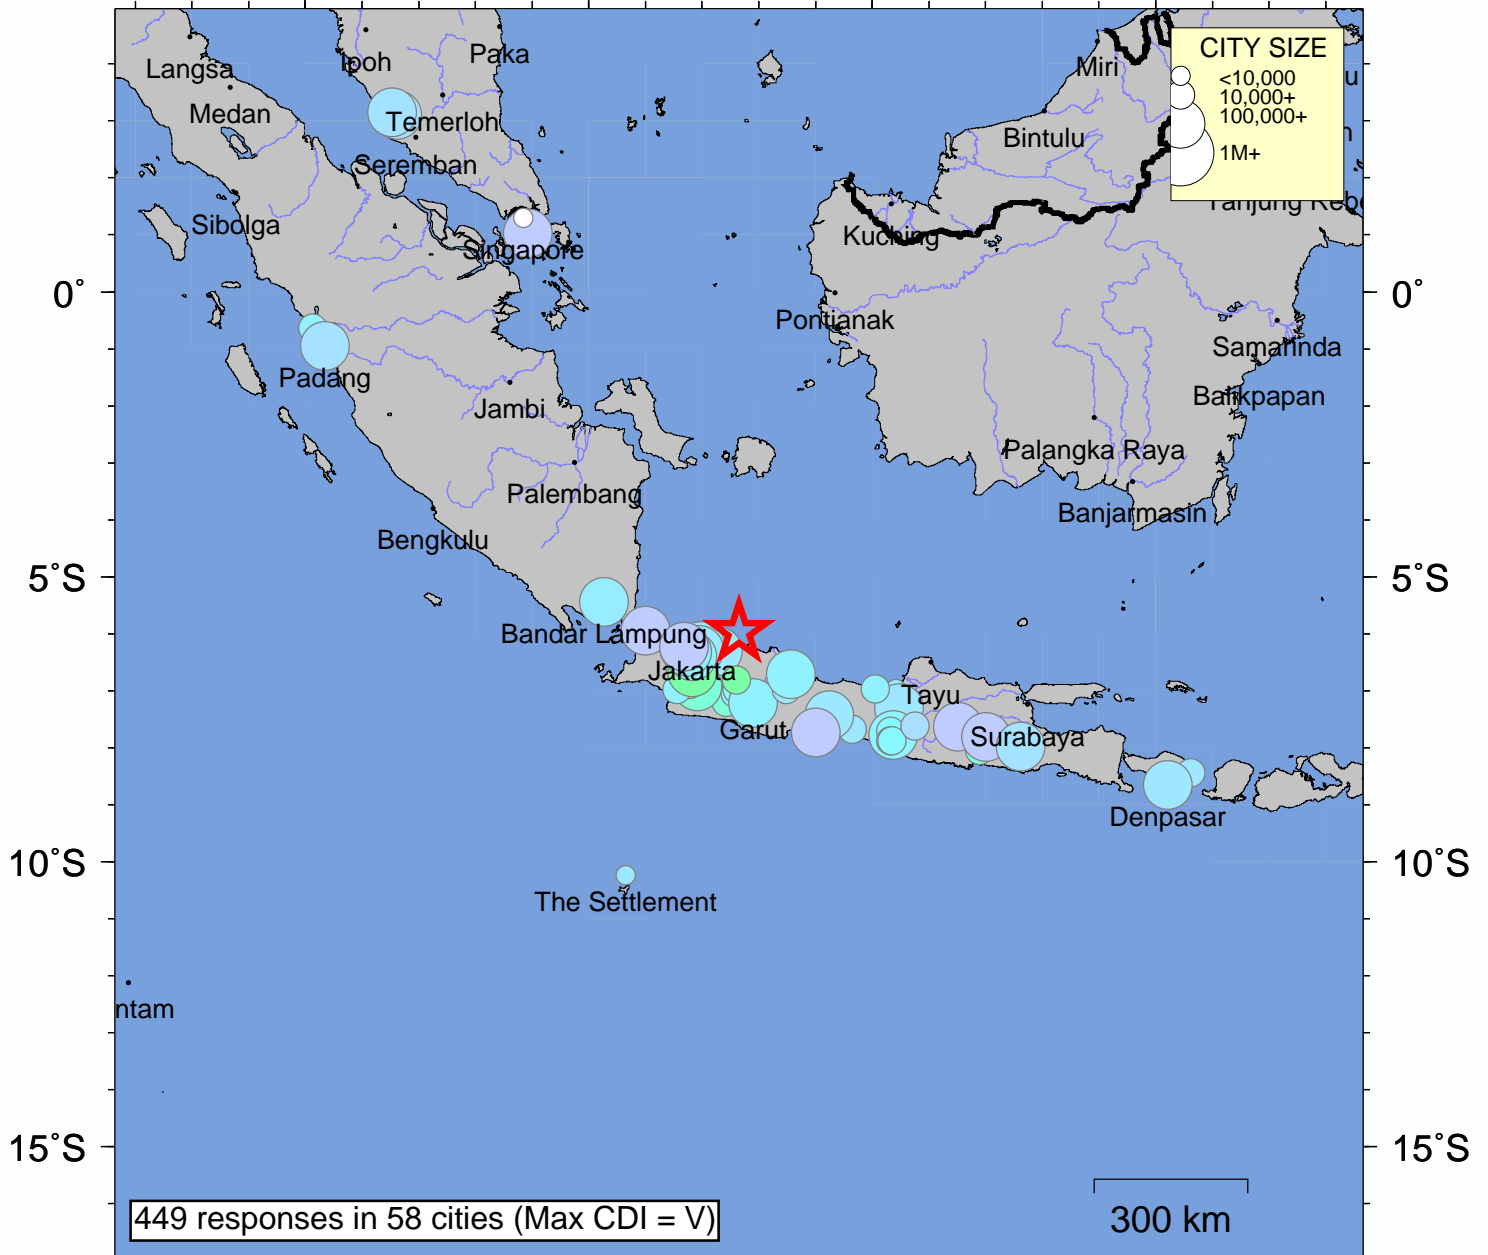 Langsa
Medan
Ipoh
Paka
Temerloh
Seremban
Sibolga
Singapore
Miri
Bintulu
Kuching
CITY SIZE
<10,000
10,000+
100,000+
1M+
0˚
0˚
Pontianak
Samarinda
Balikpapan
Padang
Jambi
Palangka Raya
Palembang
Banjarmasin
Bengkulu
5˚S
5˚S
Bandar Lampung
Jakarta
Tayu
Garut
Surabaya
Denpasar
10˚S
10˚S
The Settlement
ntam
15˚S
15˚S
449 responses in 58 cities (Max CDI = V)
300 km